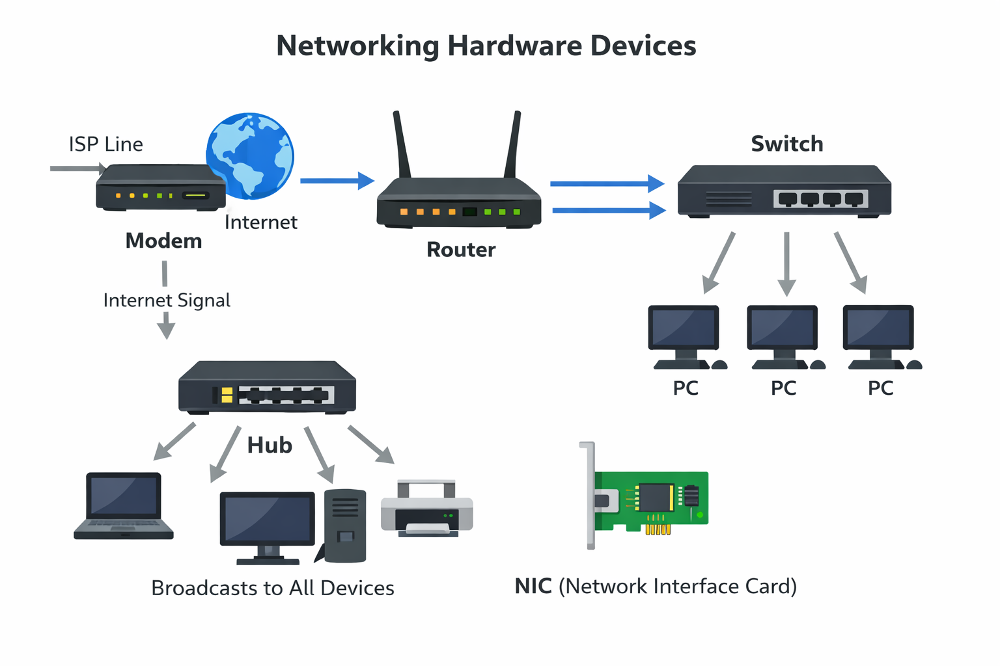 Networking Hardware Devices
ISP Line
Internet
Modem
Internet Signal
Router
Switch
PC
PC
PC
Hub
Broadcasts to All Devices
NIC (Network Interface Card)